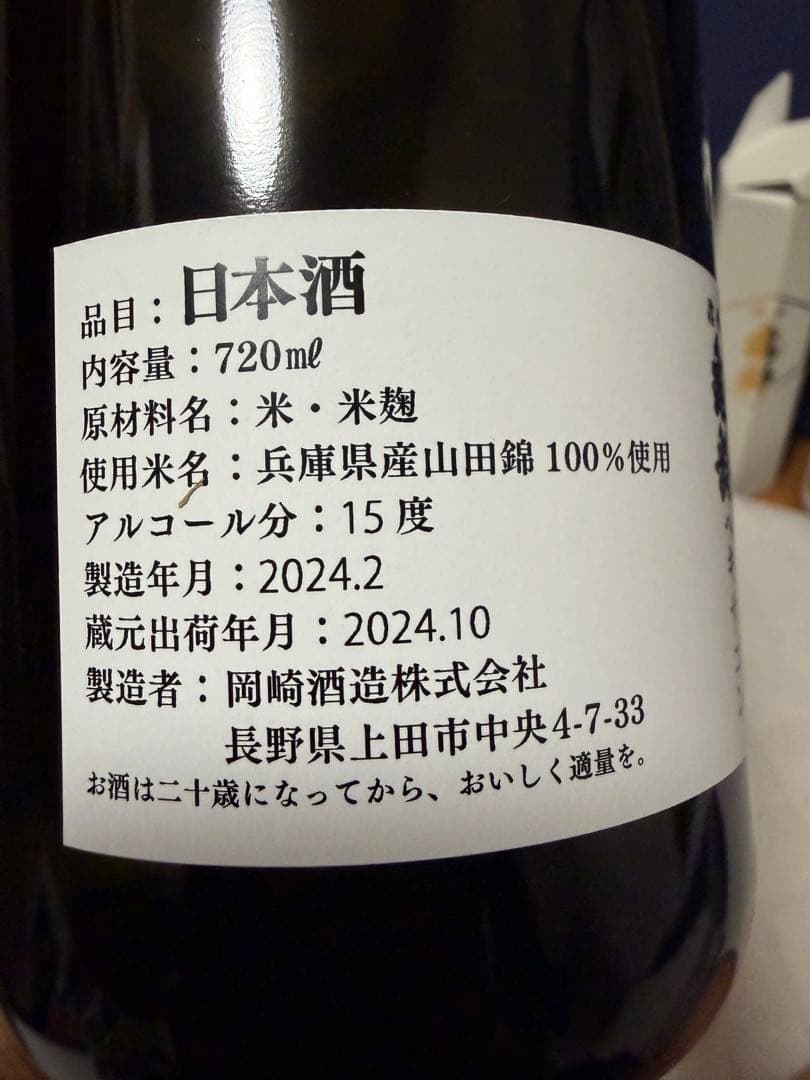 品目：日本酒
内容量：720㎖
原材料名：米・米麹
使用米名：兵庫県産山田錦100%使用
アルコール分：15度
製造年月：2024.2
蔵元出荷年月：2024.10
製造者：岡崎酒造株式会社
長野県上田市中央4-7-33
お酒は二十歳になってから、おいしく適量を。